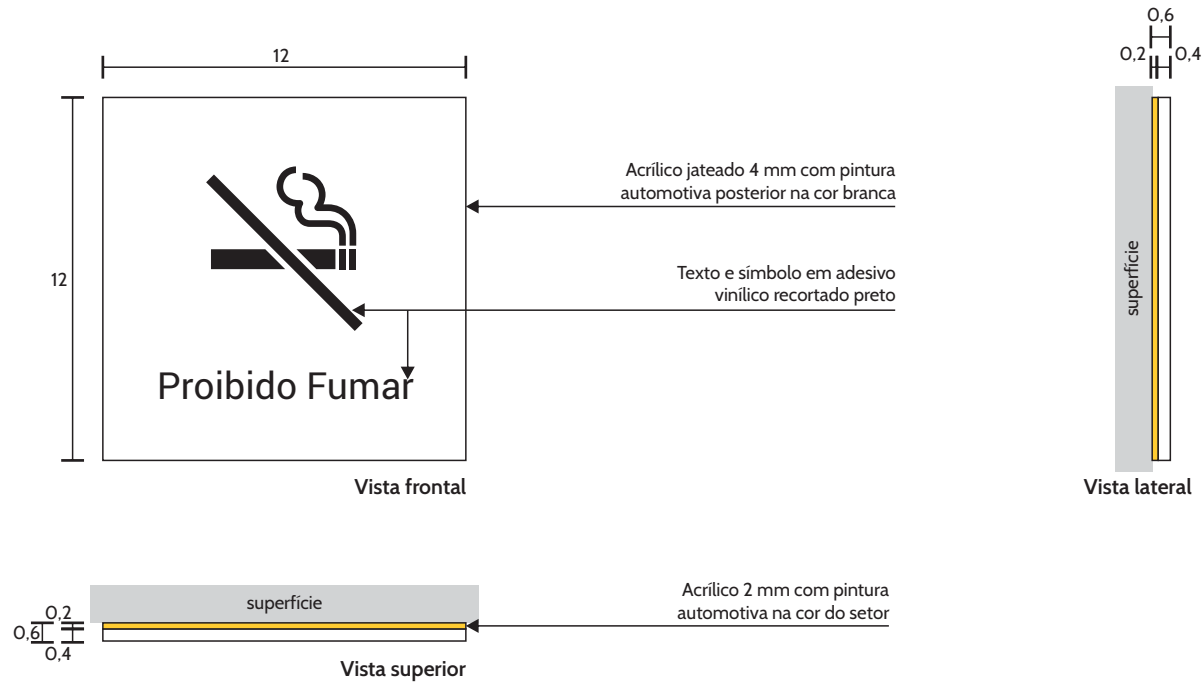 12
0,6
0,2
0,4
12
Acrílico jateado 4 mm com pintura
automotiva posterior na cor branca
Texto e símbolo em adesivo
vinílico recortado preto
superfície
Proibido Fumar
Vista frontal
Vista lateral
superfície
0,2
0,6
0,4
Acrílico 2 mm com pintura
automotiva na cor do setor
Vista superior